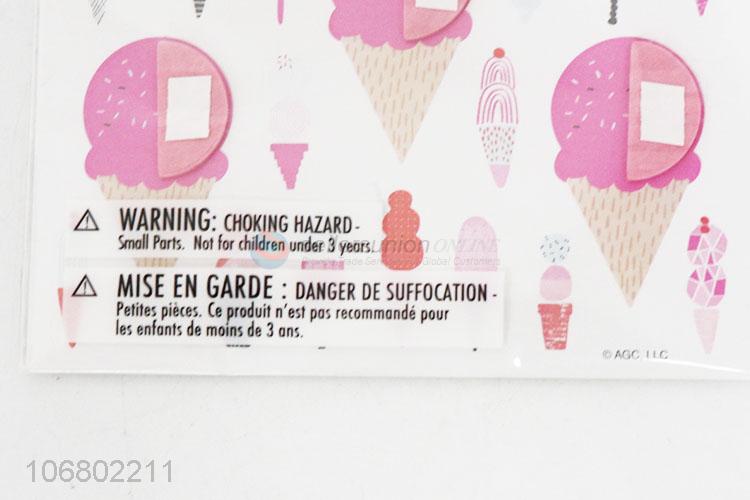 ⚠ WARNING: CHOKING HAZARD -
Small Parts. Not for children under 3 years.
⚠ MISE EN GARDE : DANGER DE SUFFOCATION -
Petites pièces. Ce produit n'est pas recommandé pour
les enfants de moins de 3 ans.
© AGC, LLC
106802211